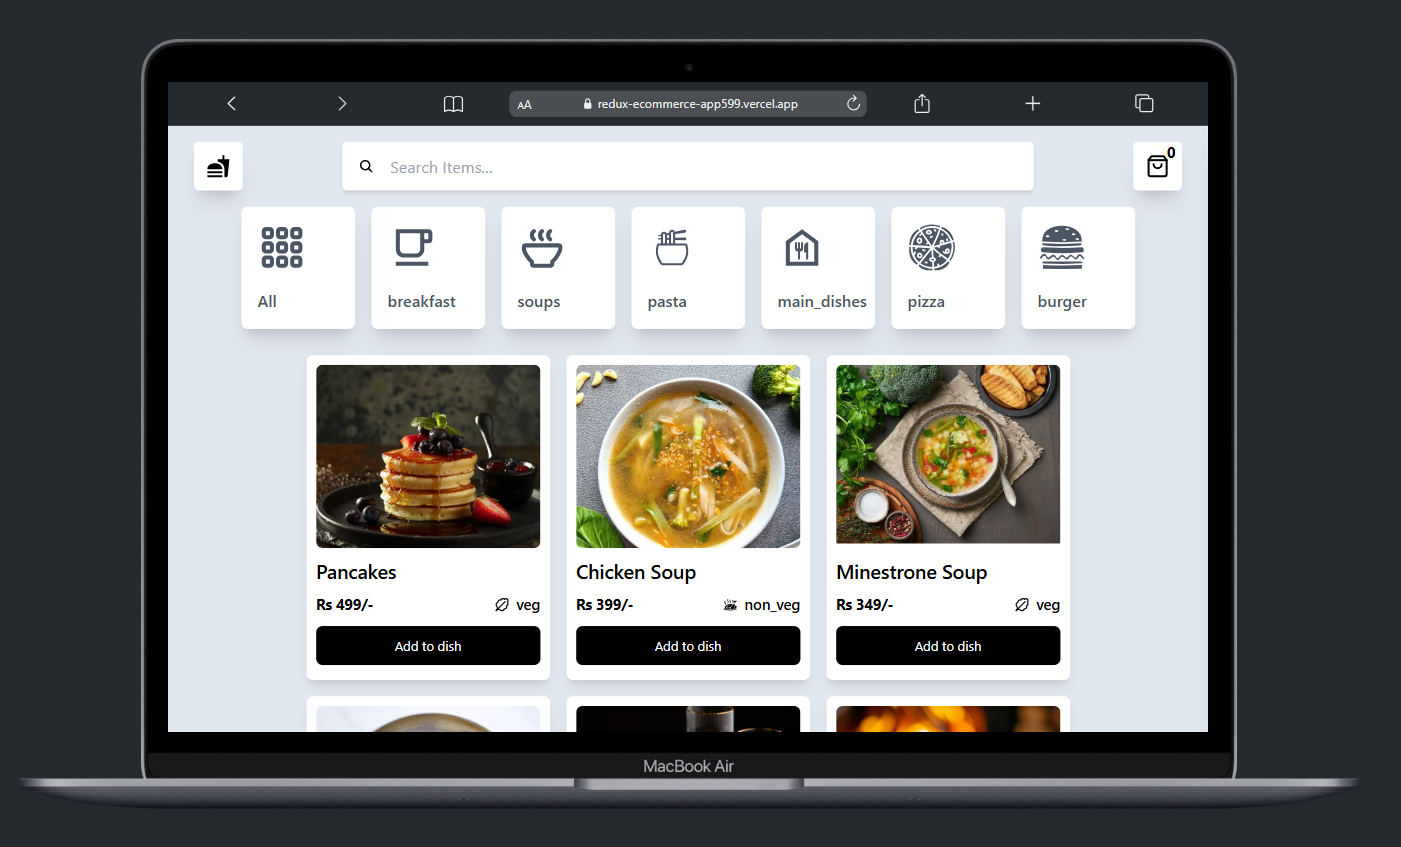 AA redux-ecommerce-app599.vercel.app
0
Search Items...
All breakfast soups pasta main_dishes pizza burger
Pancakes Chicken Soup Minestrone Soup
Rs 499/- veg Rs 399/- non_veg Rs 349/- veg
Add to dish Add to dish Add to dish
MacBook Air